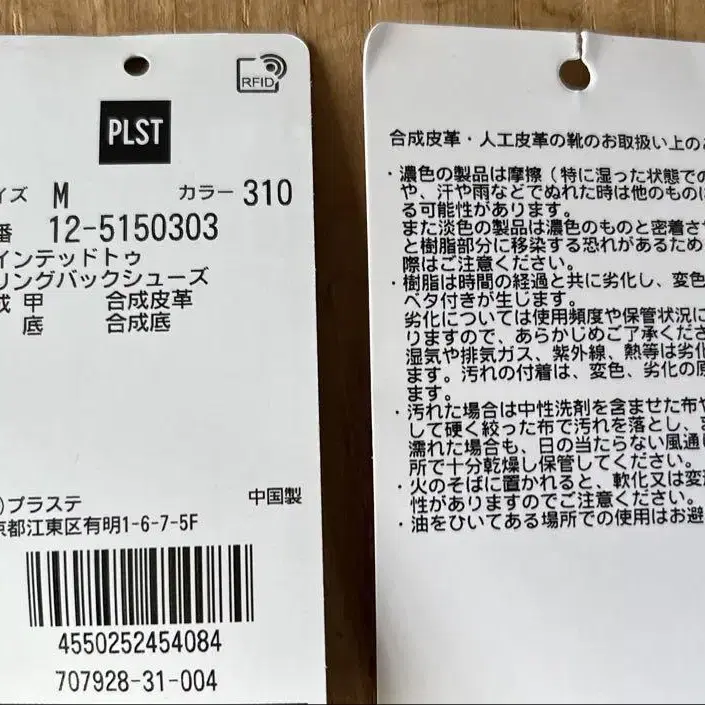 RFID
PLST
イズ M カラー 310
番 12-5150303
インテッドトゥ
リングバックシューズ
成 甲 合成皮革
底 合成底
)プラステ 中国製
京都江東区有明1-6-7-5F
4550252454084
707928-31-004
合成皮革・人工皮革の靴のお取扱い上の
・濃色の製品は摩擦(特に湿った状態での
や、汗や雨などでぬれた時は他のものに
る可能性があります。
また淡色の製品は濃色のものと密着さ
と樹脂部分に移染する恐れがあるため
際はご注意ください。
・樹脂は時間の経過と共に劣化し、変色
ベタ付きが生じます。
劣化については使用頻度や保管状況に
りますので、あらかじめご了承くださ
湿気や排気ガス、紫外線、熱等は劣化
ます。汚れの付着は、変色、劣化の原
ます。
・汚れた場合は中性洗剤を含ませた布や
して硬く絞った布で汚れを落とし、ま
濡れた場合も、日の当たらない風通し
所で十分乾燥し保管してください。
・火のそばに置かれると、軟化又は変
性がありますのでご注意ください。
・油をひいてある場所での使用はお避